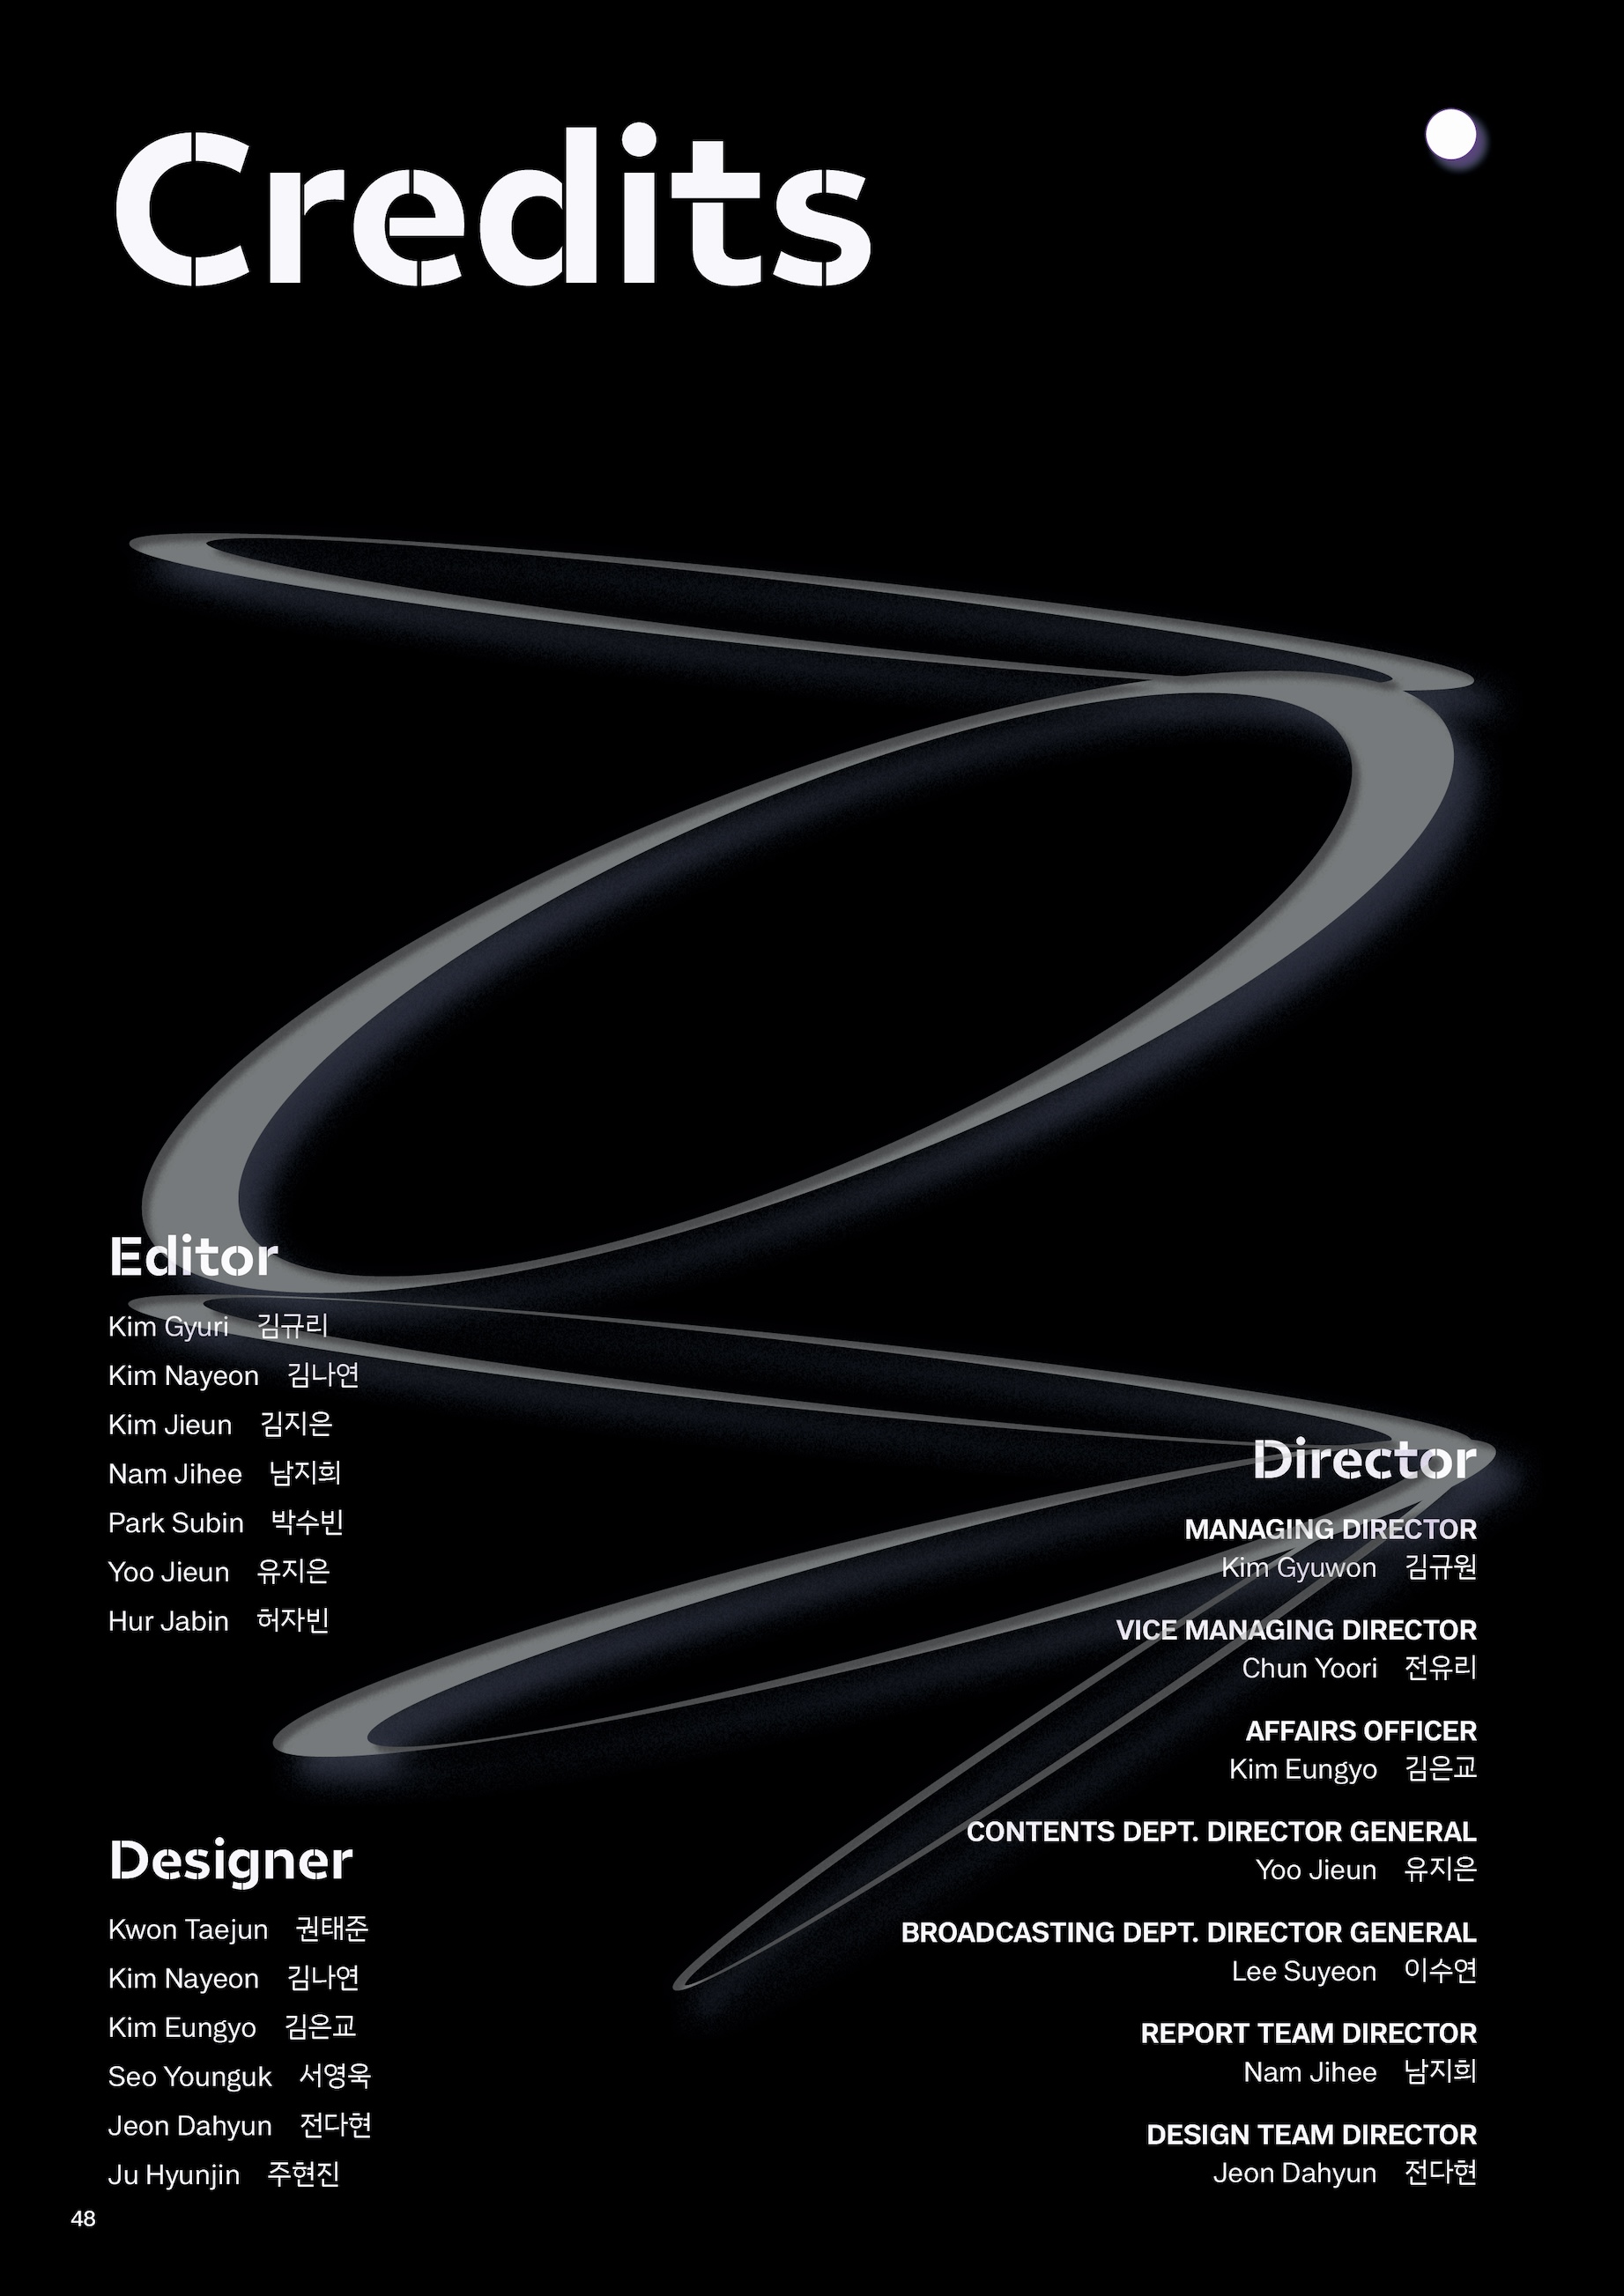 Credits
Editor
Kim Gyuri 김규리
Kim Nayeon 김나연
Kim Jieun 김지은
Nam Jihee 남지희
Park Subin 박수빈
Yoo Jieun 유지은
Hur Jabin 허자빈
Designer
Kwon Taejun 권태준
Kim Nayeon 김나연
Kim Eungyo 김은교
Seo Younguk 서영욱
Jeon Dahyun 전다현
Ju Hyunjin 주현진
Director
MANAGING DIRECTOR
Kim Gyuwon 김규원
VICE MANAGING DIRECTOR
Chun Yoori 전유리
AFFAIRS OFFICER
Kim Eungyo 김은교
CONTENTS DEPT. DIRECTOR GENERAL
Yoo Jieun 유지은
BROADCASTING DEPT. DIRECTOR GENERAL
Lee Suyeon 이수연
REPORT TEAM DIRECTOR
Nam Jihee 남지희
DESIGN TEAM DIRECTOR
Jeon Dahyun 전다현
48